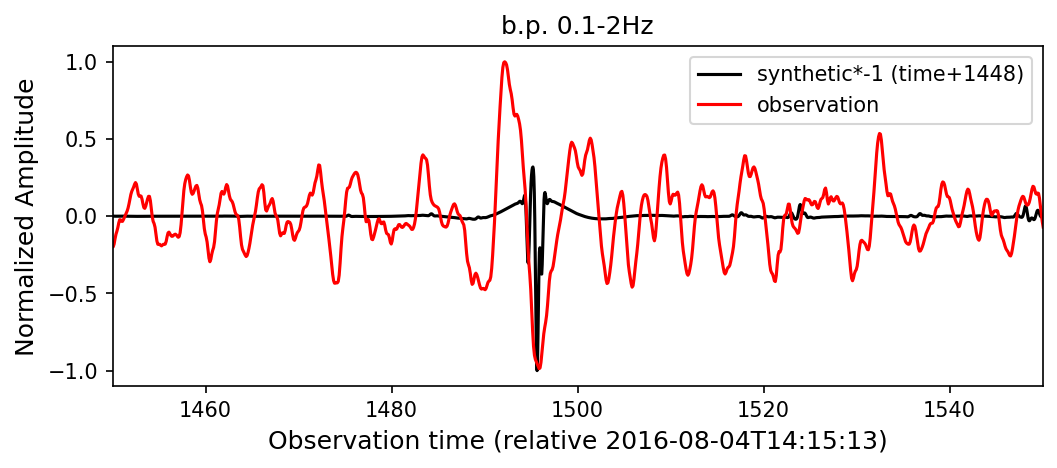 b.p. 0.1-2Hz
synthetic*-1 (time+1448)
observation
Normalized Amplitude
1.0
0.5
0.0
−0.5
−1.0
1460 1480 1500 1520 1540
Observation time (relative 2016-08-04T14:15:13)